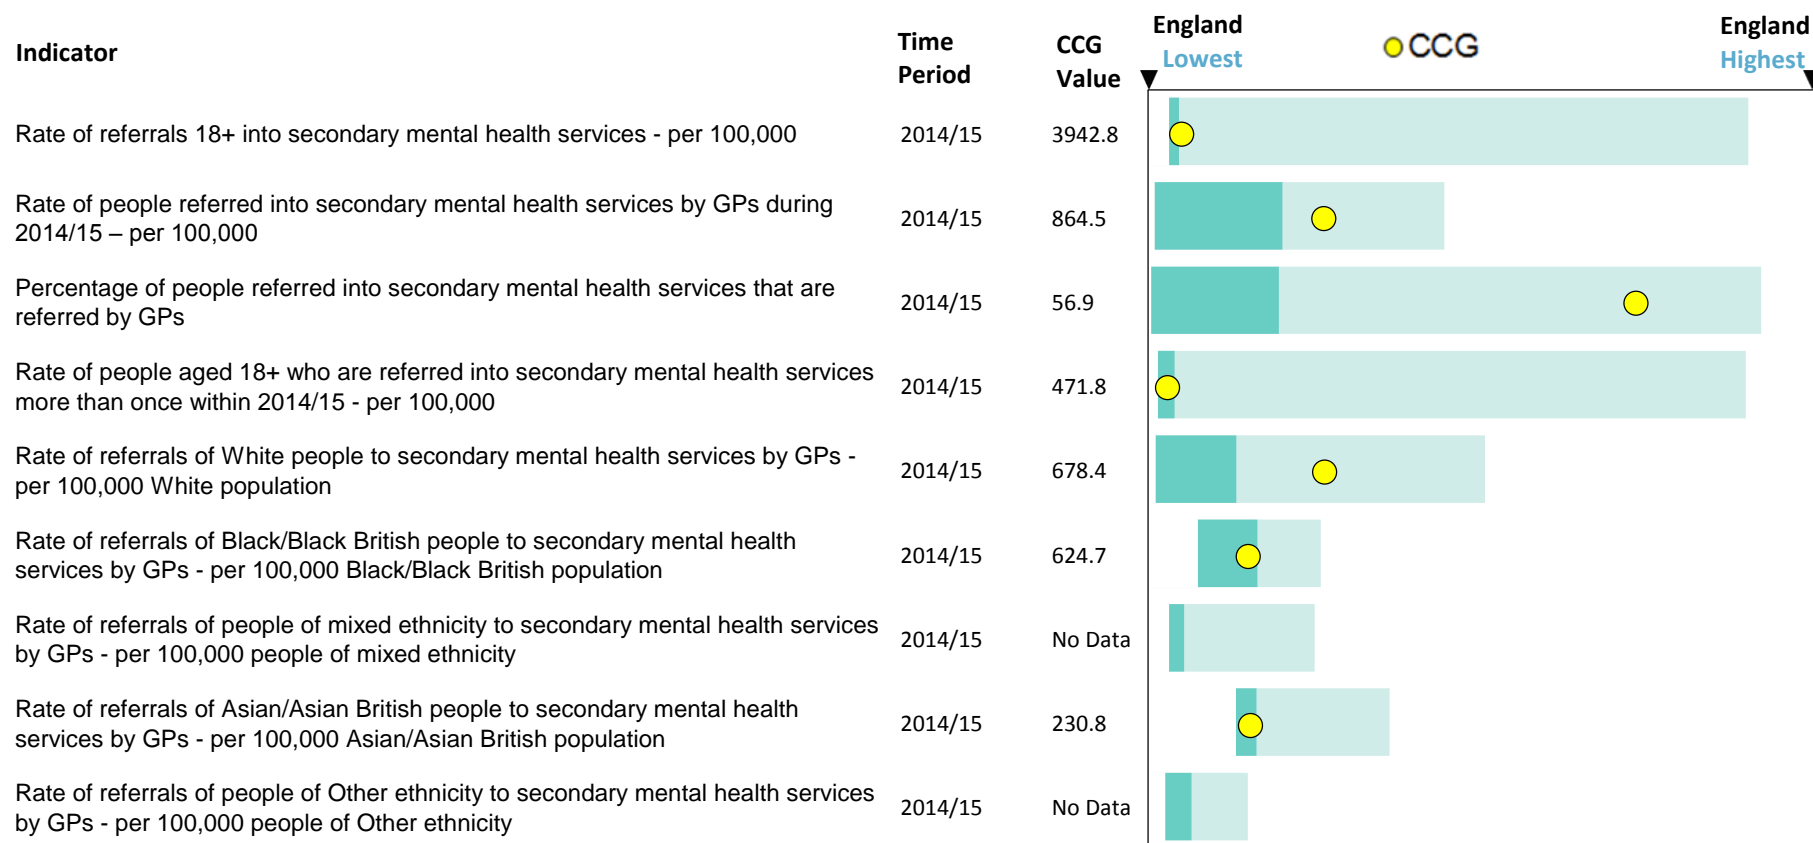 Indicator
Time Period
CCG Value
England Lowest
CCG
England Highest
Rate of referrals 18+ into secondary mental health services - per 100,000
2014/15
3942.8
Rate of people referred into secondary mental health services by GPs during
2014/15 – per 100,000
2014/15
864.5
Percentage of people referred into secondary mental health services that are
referred by GPs
2014/15
56.9
Rate of people aged 18+ who are referred into secondary mental health services
more than once within 2014/15 - per 100,000
2014/15
471.8
Rate of referrals of White people to secondary mental health services by GPs -
per 100,000 White population
2014/15
678.4
Rate of referrals of Black/Black British people to secondary mental health
services by GPs - per 100,000 Black/Black British population
2014/15
624.7
Rate of referrals of people of mixed ethnicity to secondary mental health services
by GPs - per 100,000 people of mixed ethnicity
2014/15
No Data
Rate of referrals of Asian/Asian British people to secondary mental health
services by GPs - per 100,000 Asian/Asian British population
2014/15
230.8
Rate of referrals of people of Other ethnicity to secondary mental health services
by GPs - per 100,000 people of Other ethnicity
2014/15
No Data